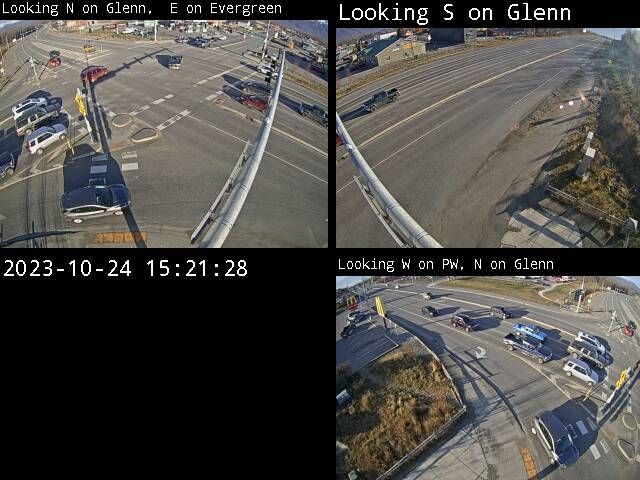 Looking N on Glenn, E on Evergreen
Looking S on Glenn
2023-10-24 15:21:28
Looking W on PW, N on Glenn